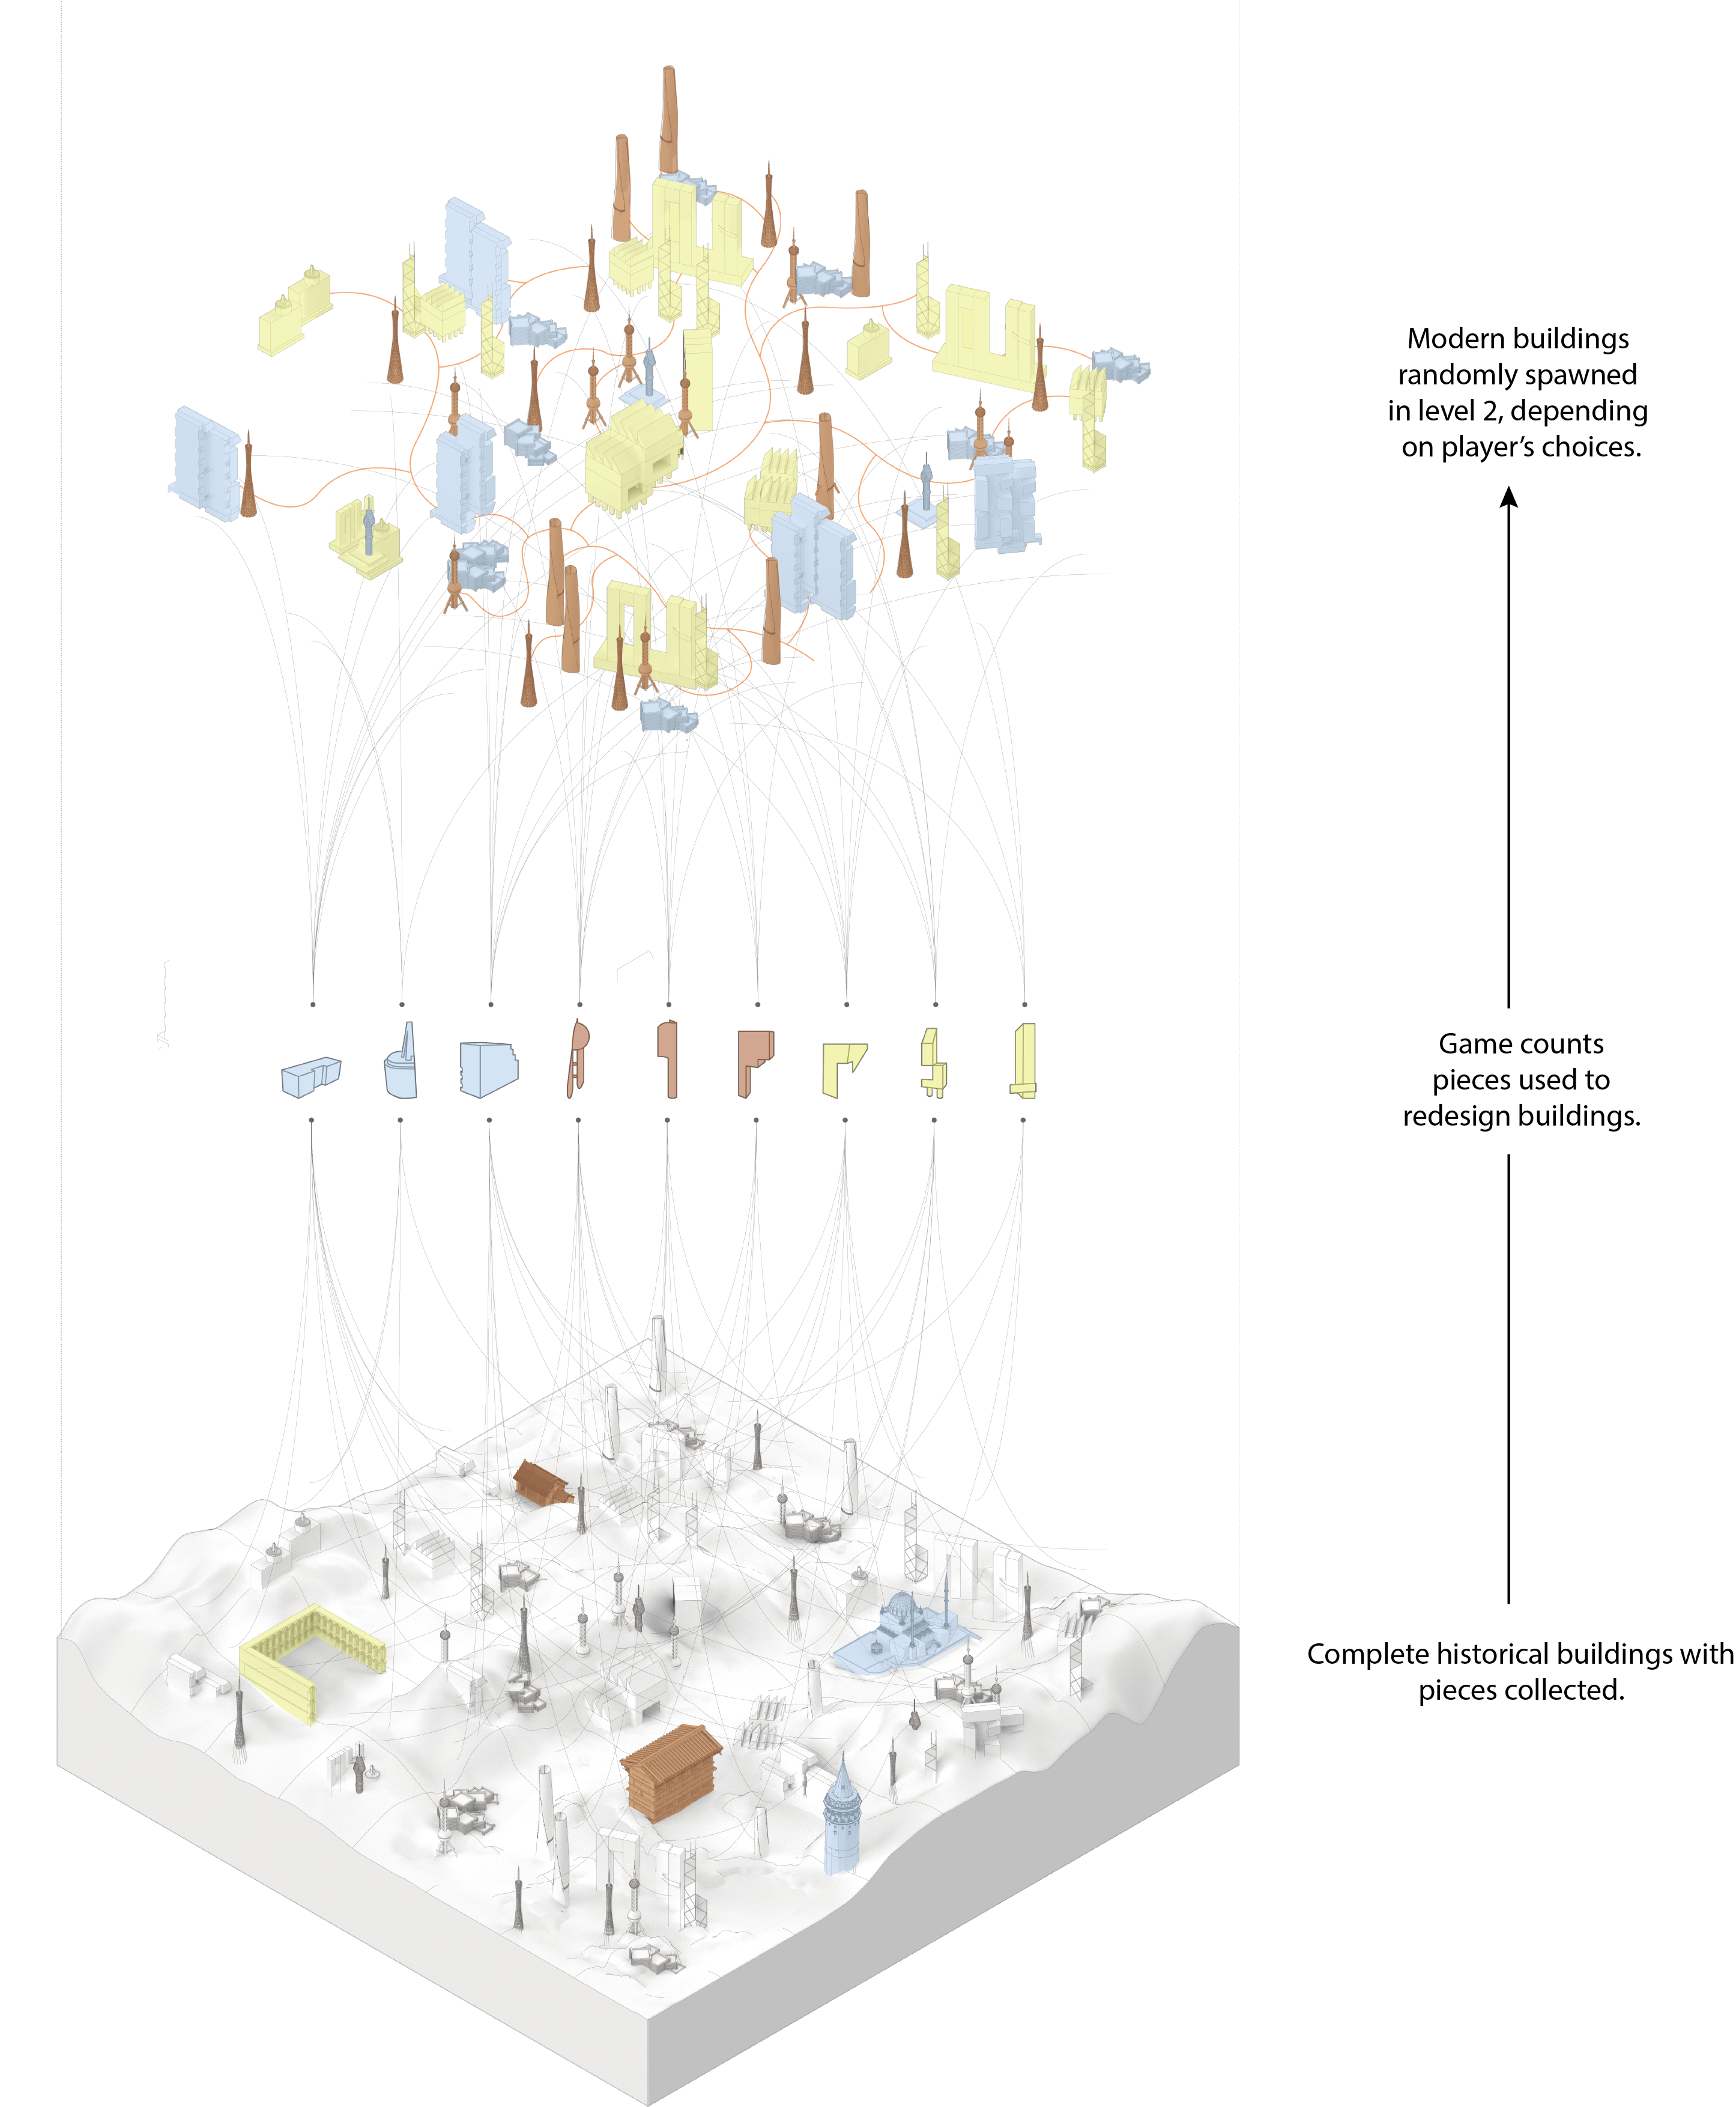 Modern buildings
randomly spawned
in level 2, depending
on player’s choices.
Game counts
pieces used to
redesign buildings.
Complete historical buildings with
pieces collected.